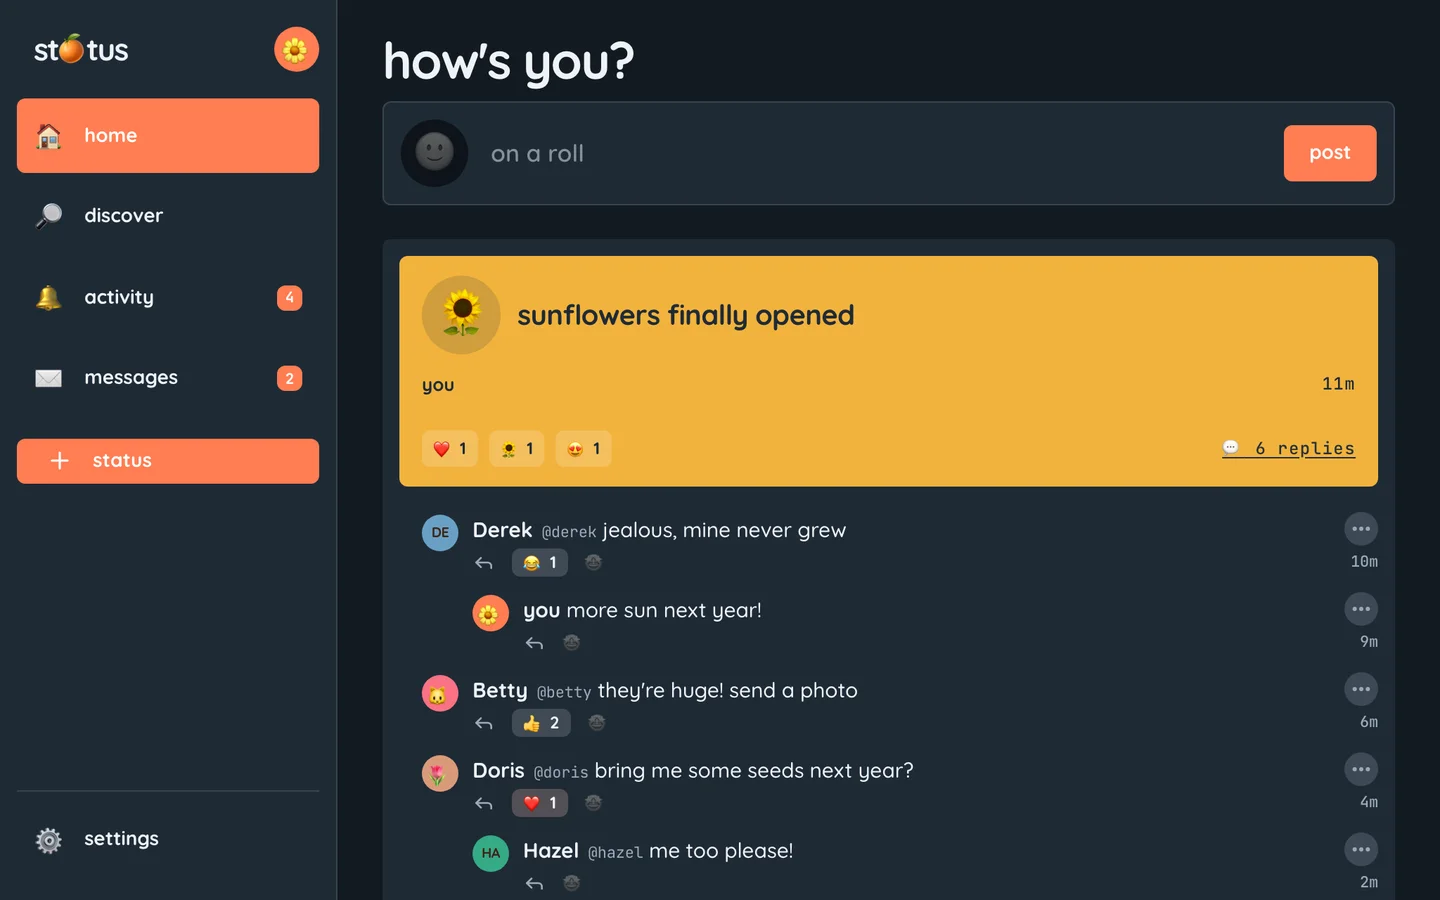 st🍊tus
home
discover
activity 4
messages 2
+ status
settings
how's you?
on a roll
post
sunflowers finally opened
you 11m
❤️ 1 🌻 1 😍 1 💬 6 replies
DE Derek @derek jealous, mine never grew
😂 1 10m
you more sun next year!
9m
Betty @betty they're huge! send a photo
👍 2 6m
Doris @doris bring me some seeds next year?
❤️ 1 4m
HA Hazel @hazel me too please!
2m